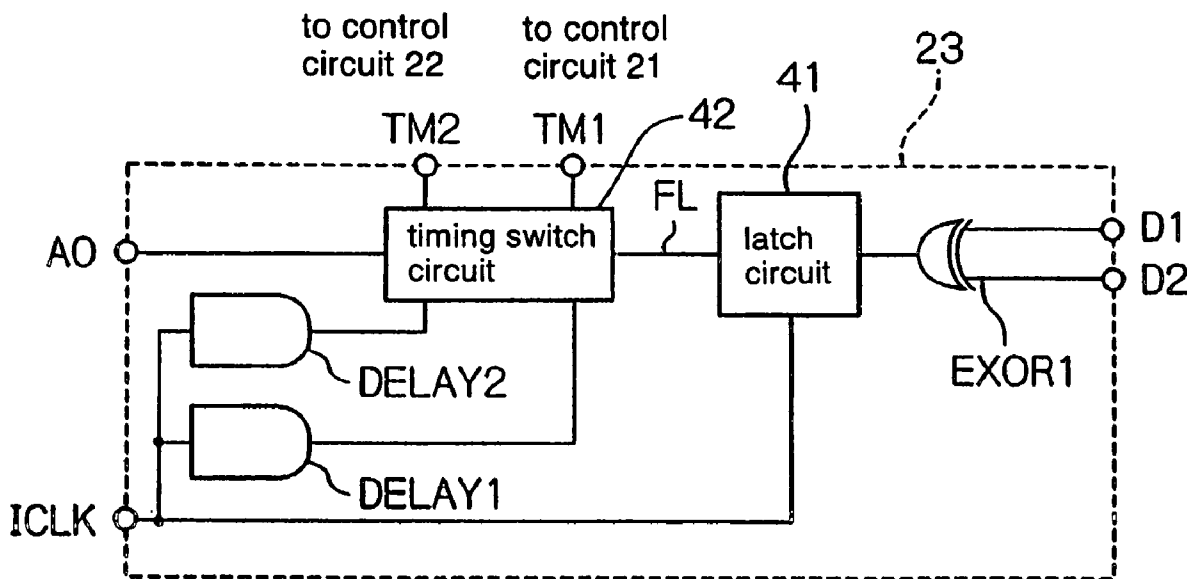 to control
circuit 22
to control
circuit 21
23
41
42
TM2
TM1
FL
A0
timing switch
circuit
latch
circuit
D1
D2
DELAY2
EXOR1
DELAY1
ICLK